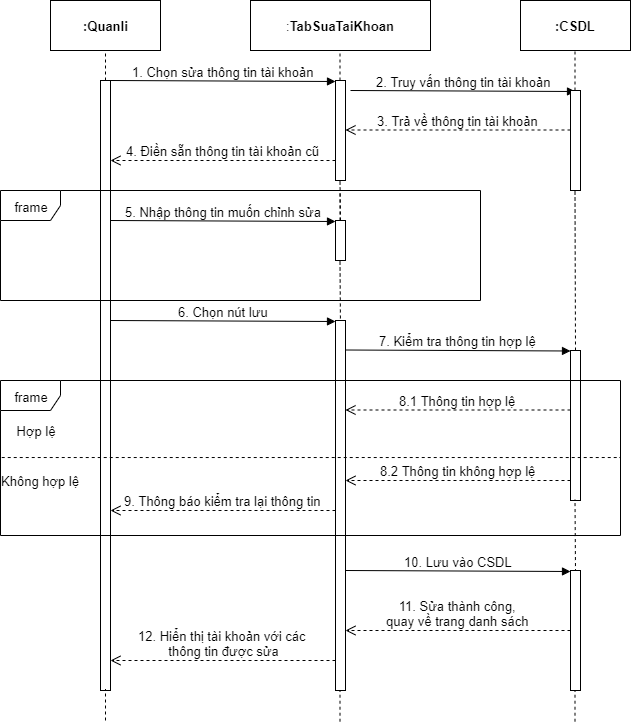 :Quanli
:TabSuaTaiKhoan
:CSDL
1. Chọn sửa thông tin tài khoản
2. Truy vấn thông tin tài khoản
3. Trả về thông tin tài khoản
4. Điền sẵn thông tin tài khoản cũ
frame
5. Nhập thông tin muốn chỉnh sửa
6. Chọn nút lưu
7. Kiểm tra thông tin hợp lệ
frame
8.1 Thông tin hợp lệ
Hợp lệ
8.2 Thông tin không hợp lệ
Không hợp lệ
9. Thông báo kiểm tra lại thông tin
10. Lưu vào CSDL
11. Sửa thành công,
quay về trang danh sách
12. Hiển thị tài khoản với các
thông tin được sửa